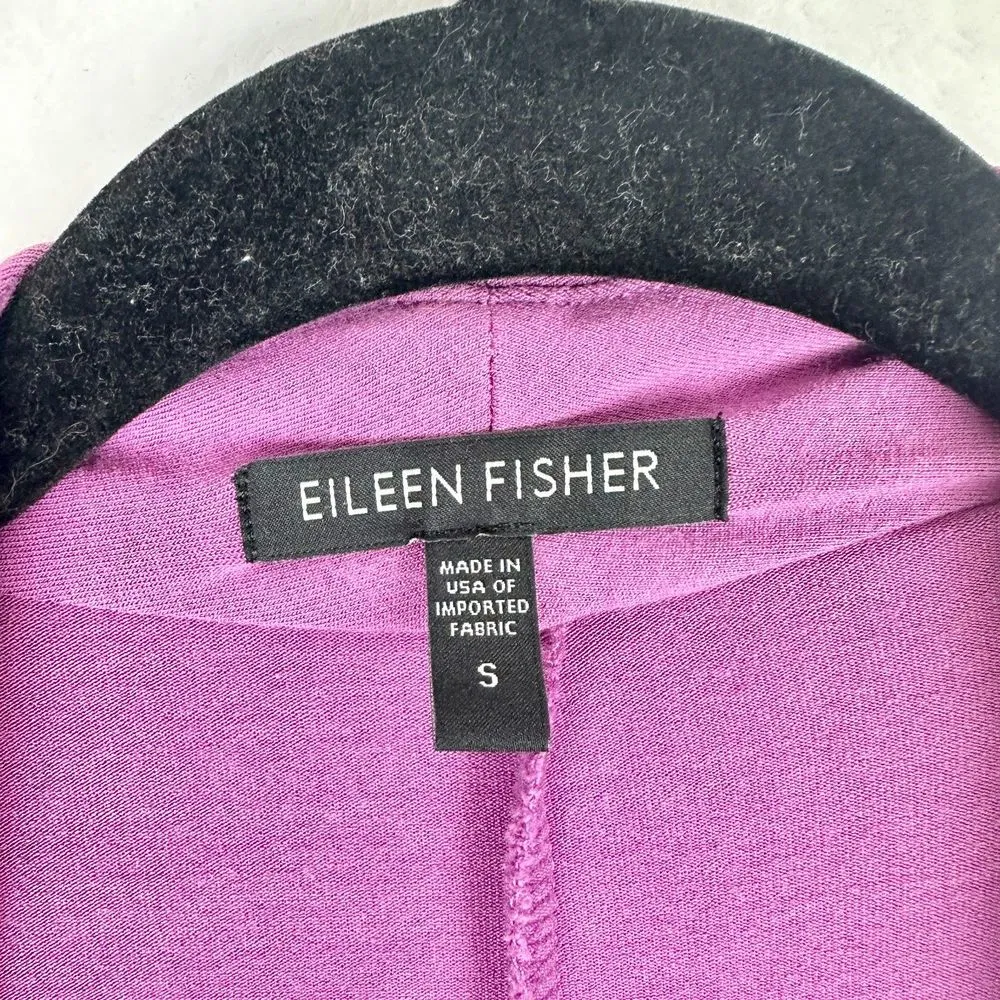 EILEEN FISHER
MADE IN
USA OF
IMPORTED
FABRIC
S